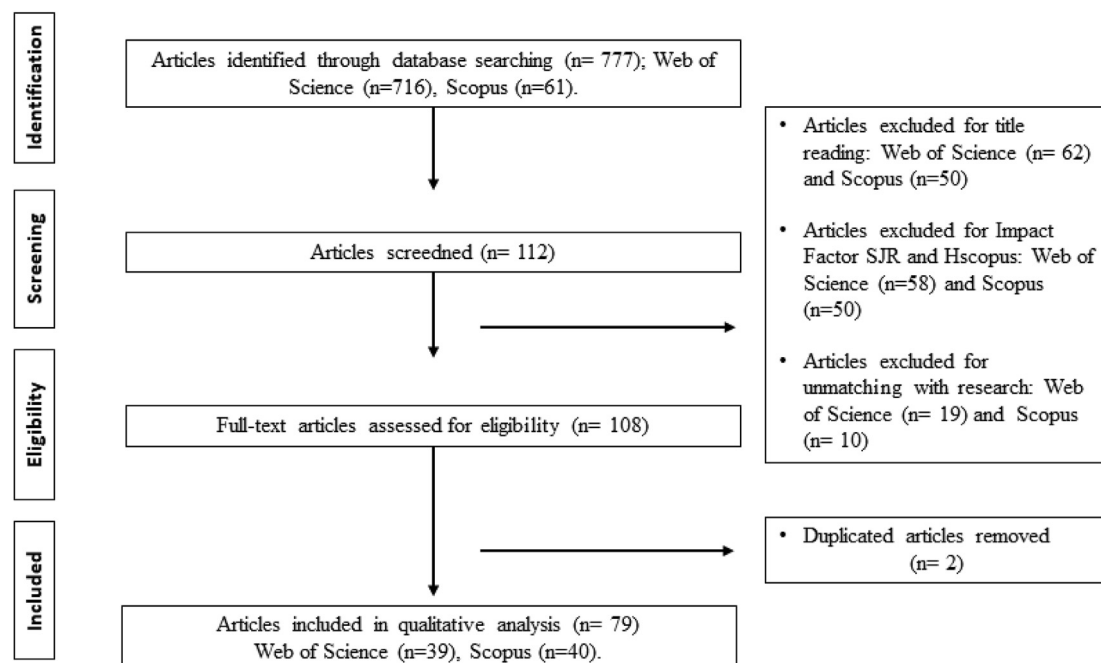 Identification
Articles identified through database searching (n= 777); Web of
Science (n=716), Scopus (n=61).
• Articles excluded for title
reading: Web of Science (n= 62)
and Scopus (n=50)
• Articles excluded for Impact
Factor SJR and Hscopus: Web of
Science (n=58) and Scopus
(n=50)
• Articles excluded for
unmatching with research: Web
of Science (n= 19) and Scopus
(n= 10)
Screening
Articles screedned (n= 112)
Eligibility
Full-text articles assessed for eligibility (n= 108)
• Duplicated articles removed
(n= 2)
Included
Articles included in qualitative analysis (n= 79)
Web of Science (n=39), Scopus (n=40).